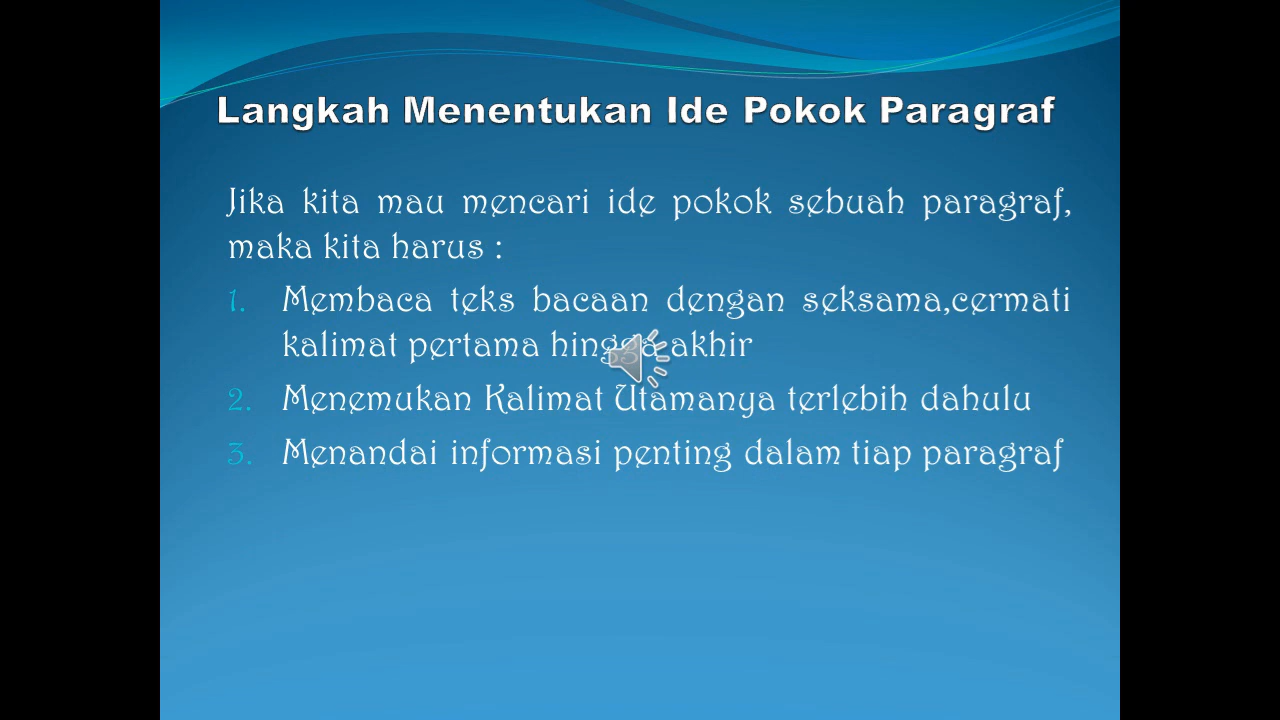 Langkah Menentukan Ide Pokok Paragraf
Jika kita mau mencari ide pokok sebuah paragraf,
maka kita harus :
1. Membaca teks bacaan dengan seksama,cermati
kalimat pertama hingga akhir
2. Menemukan Kalimat Utamanya terlebih dahulu
3. Menandai informasi penting dalam tiap paragraf